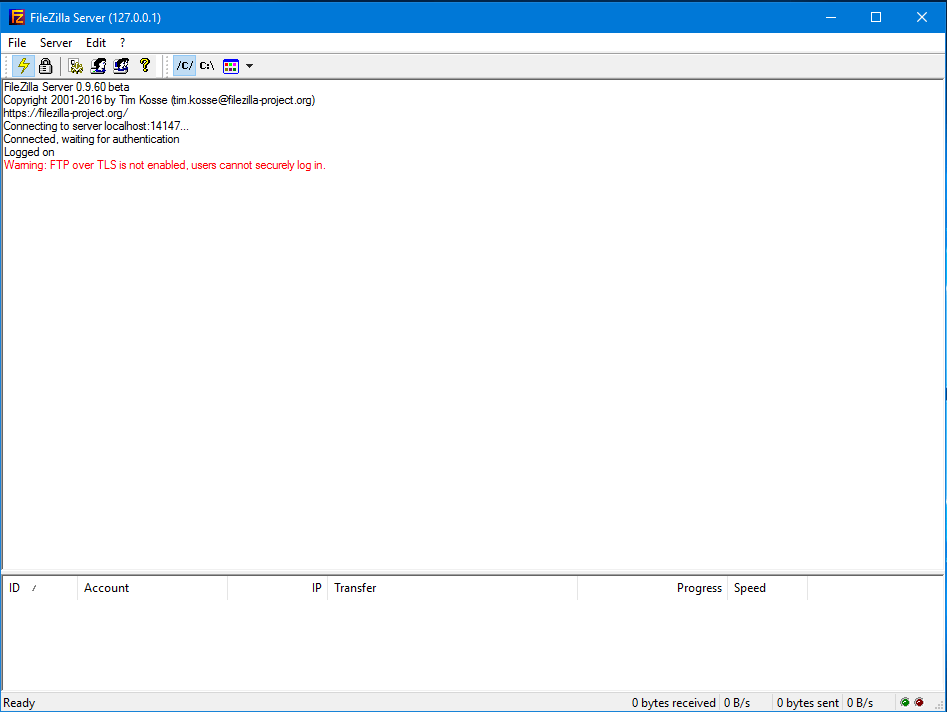 FileZilla Server (127.0.0.1)
File Server Edit ?
/C/ C:\
FileZilla Server 0.9.60 beta
Copyright 2001-2016 by Tim Kosse (tim.kosse@filezilla-project.org)
https://filezilla-project.org/
Connecting to server localhost:14147...
Connected, waiting for authentication
Logged on
Warning: FTP over TLS is not enabled, users cannot securely log in.
ID / Account IP Transfer Progress Speed
Ready 0 bytes received 0 B/s 0 bytes sent 0 B/s